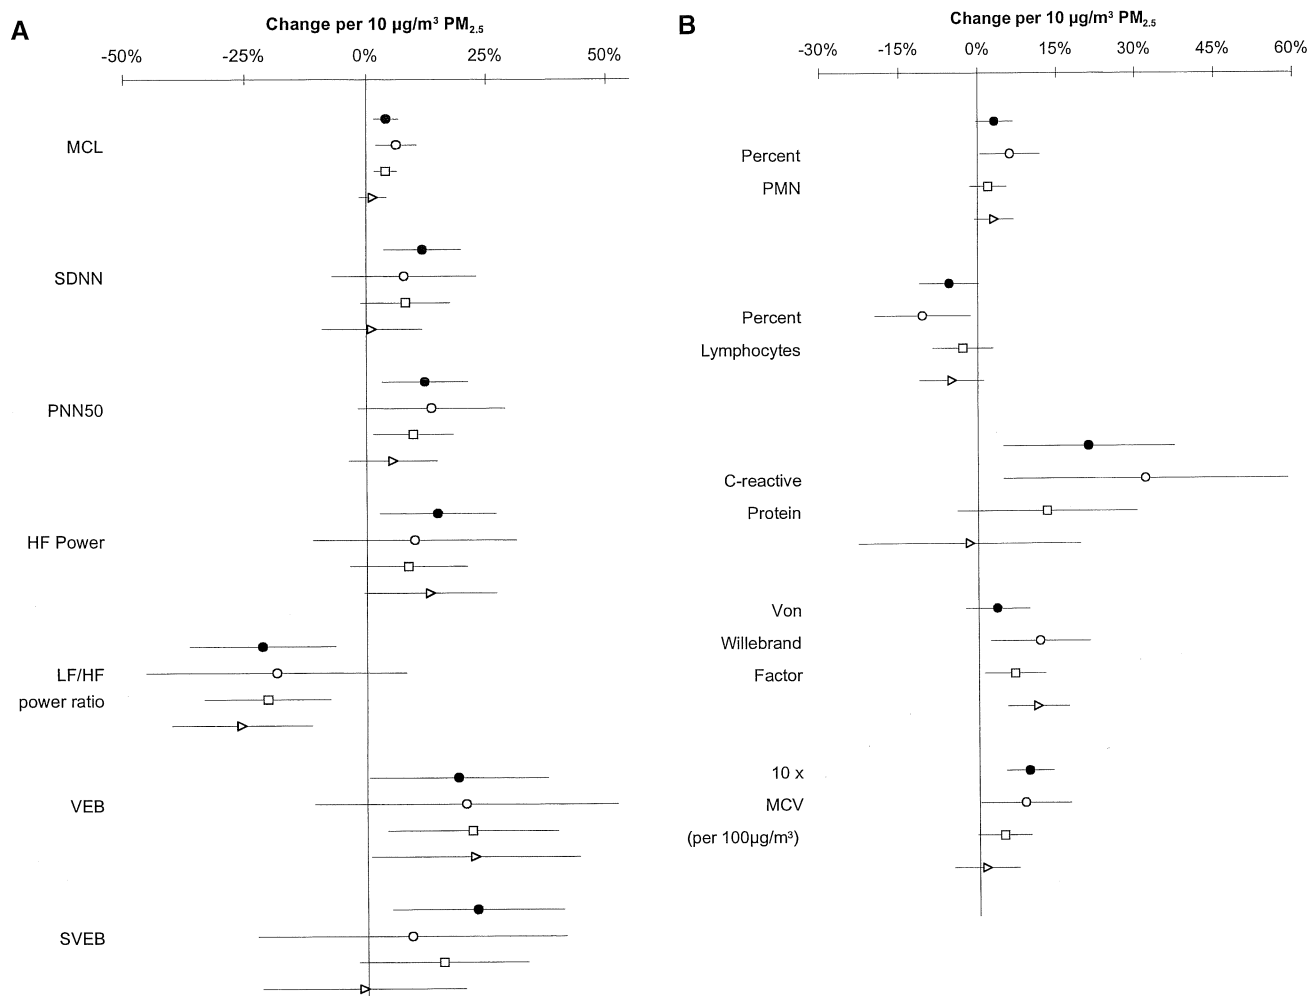 A
Change per 10 µg/m³ PM2.5
-50% -25% 0% 25% 50%
MCL
SDNN
PNN50
HF Power
LF/HF
power ratio
VEB
SVEB
B
Change per 10 µg/m³ PM2.5
-30% -15% 0% 15% 30% 45% 60%
Percent
PMN
Percent
Lymphocytes
C-reactive
Protein
Von
Willebrand
Factor
10 x
MCV
(per 100µg/m³)